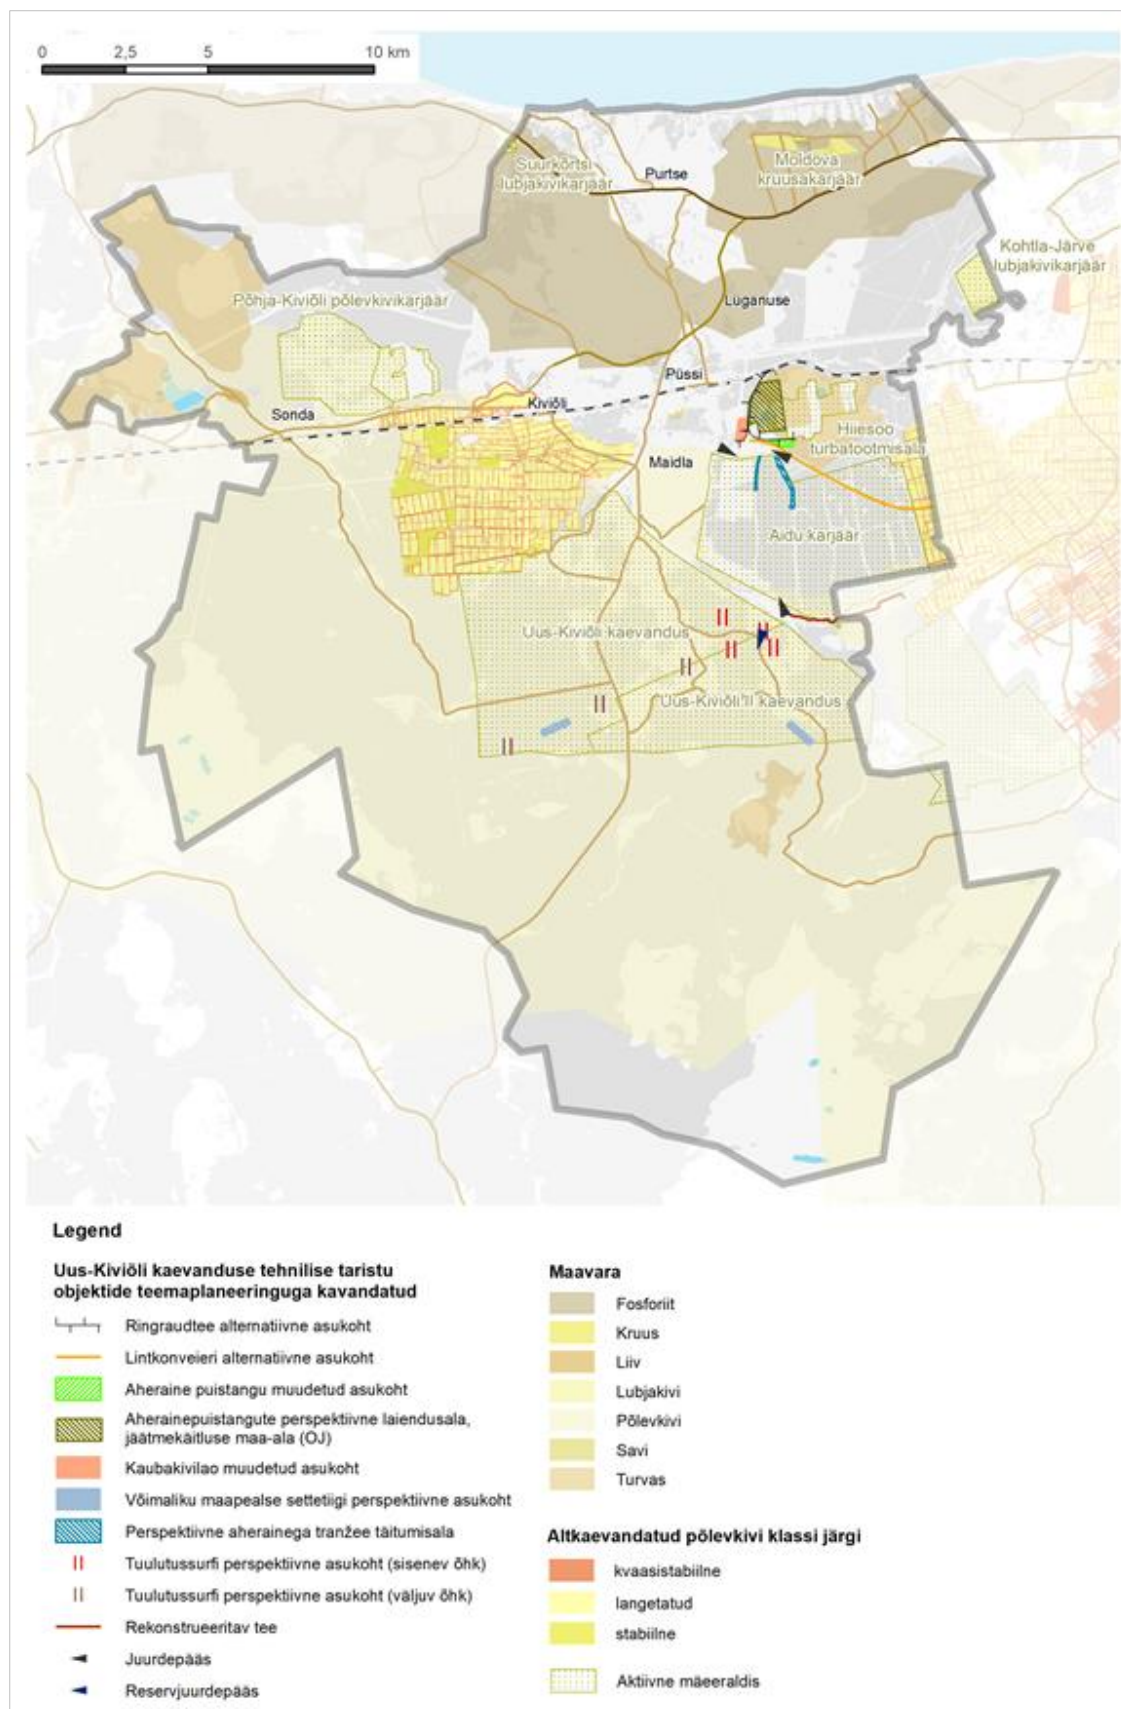 0 2,5 5 10 km
Suurkõrtsi
lubjakivikarjäär
Purtse
Moldova
kruusakarjäär
Kohtla-Järve
lubjakivikarjäär
Põhja-Kiviõli põlevkivikarjäär
Luganuse
Püssi
Sonda
Kiviõli
Hiiesoo
turbatootmisala
Maidla
Aidu karjäär
Uus-Kiviõli kaevandus
Uus-Kiviõli II kaevandus
Legend
Uus-Kiviõli kaevanduse tehnilise taristu
objektide teemaplaneeringuga kavandatud
Ringraudtee alternatiivne asukoht
Lintkonveieri alternatiivne asukoht
Aheraine puistangu muudetud asukoht
Aherainepuistangute perspektiivne laiendusala,
jäätmekäitluse maa-ala (OJ)
Kaubakivilao muudetud asukoht
Võimaliku maapealse settetiigi perspektiivne asukoht
Perspektiivne aherainega tranžee täitumisala
Tuulutussurfi perspektiivne asukoht (sisenev õhk)
Tuulutussurfi perspektiivne asukoht (väljuv õhk)
Rekonstrueeritav tee
Juurdepääs
Reservjuurdepääs
Maavara
Fosforiit
Kruus
Liiv
Lubjakivi
Põlevkivi
Savi
Turvas
Altkaevandatud põlevkivi klassi järgi
kvaasistabiilne
langetatud
stabiilne
Aktiivne mäeeraldis